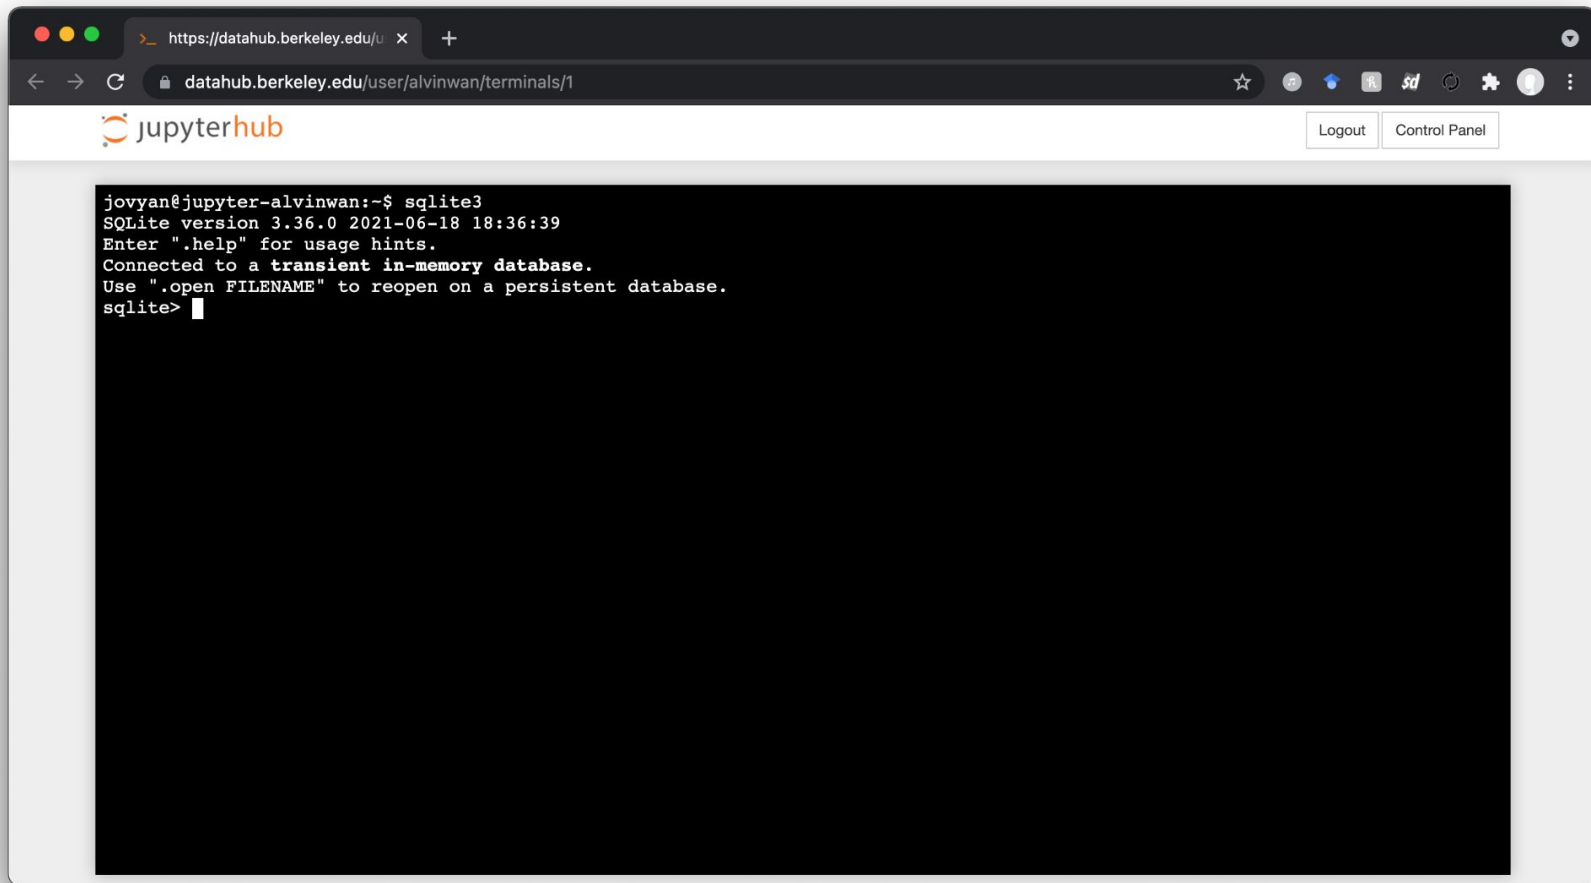 >_ https://datahub.berkeley.edu/u
datahub.berkeley.edu/user/alvinwan/terminals/1
sd
jupyterhub
Logout
Control Panel
jovyan@jupyter-alvinwan:~$ sqlite3
SQLite version 3.36.0 2021-06-18 18:36:39
Enter ".help" for usage hints.
Connected to a transient in-memory database.
Use ".open FILENAME" to reopen on a persistent database.
sqlite>